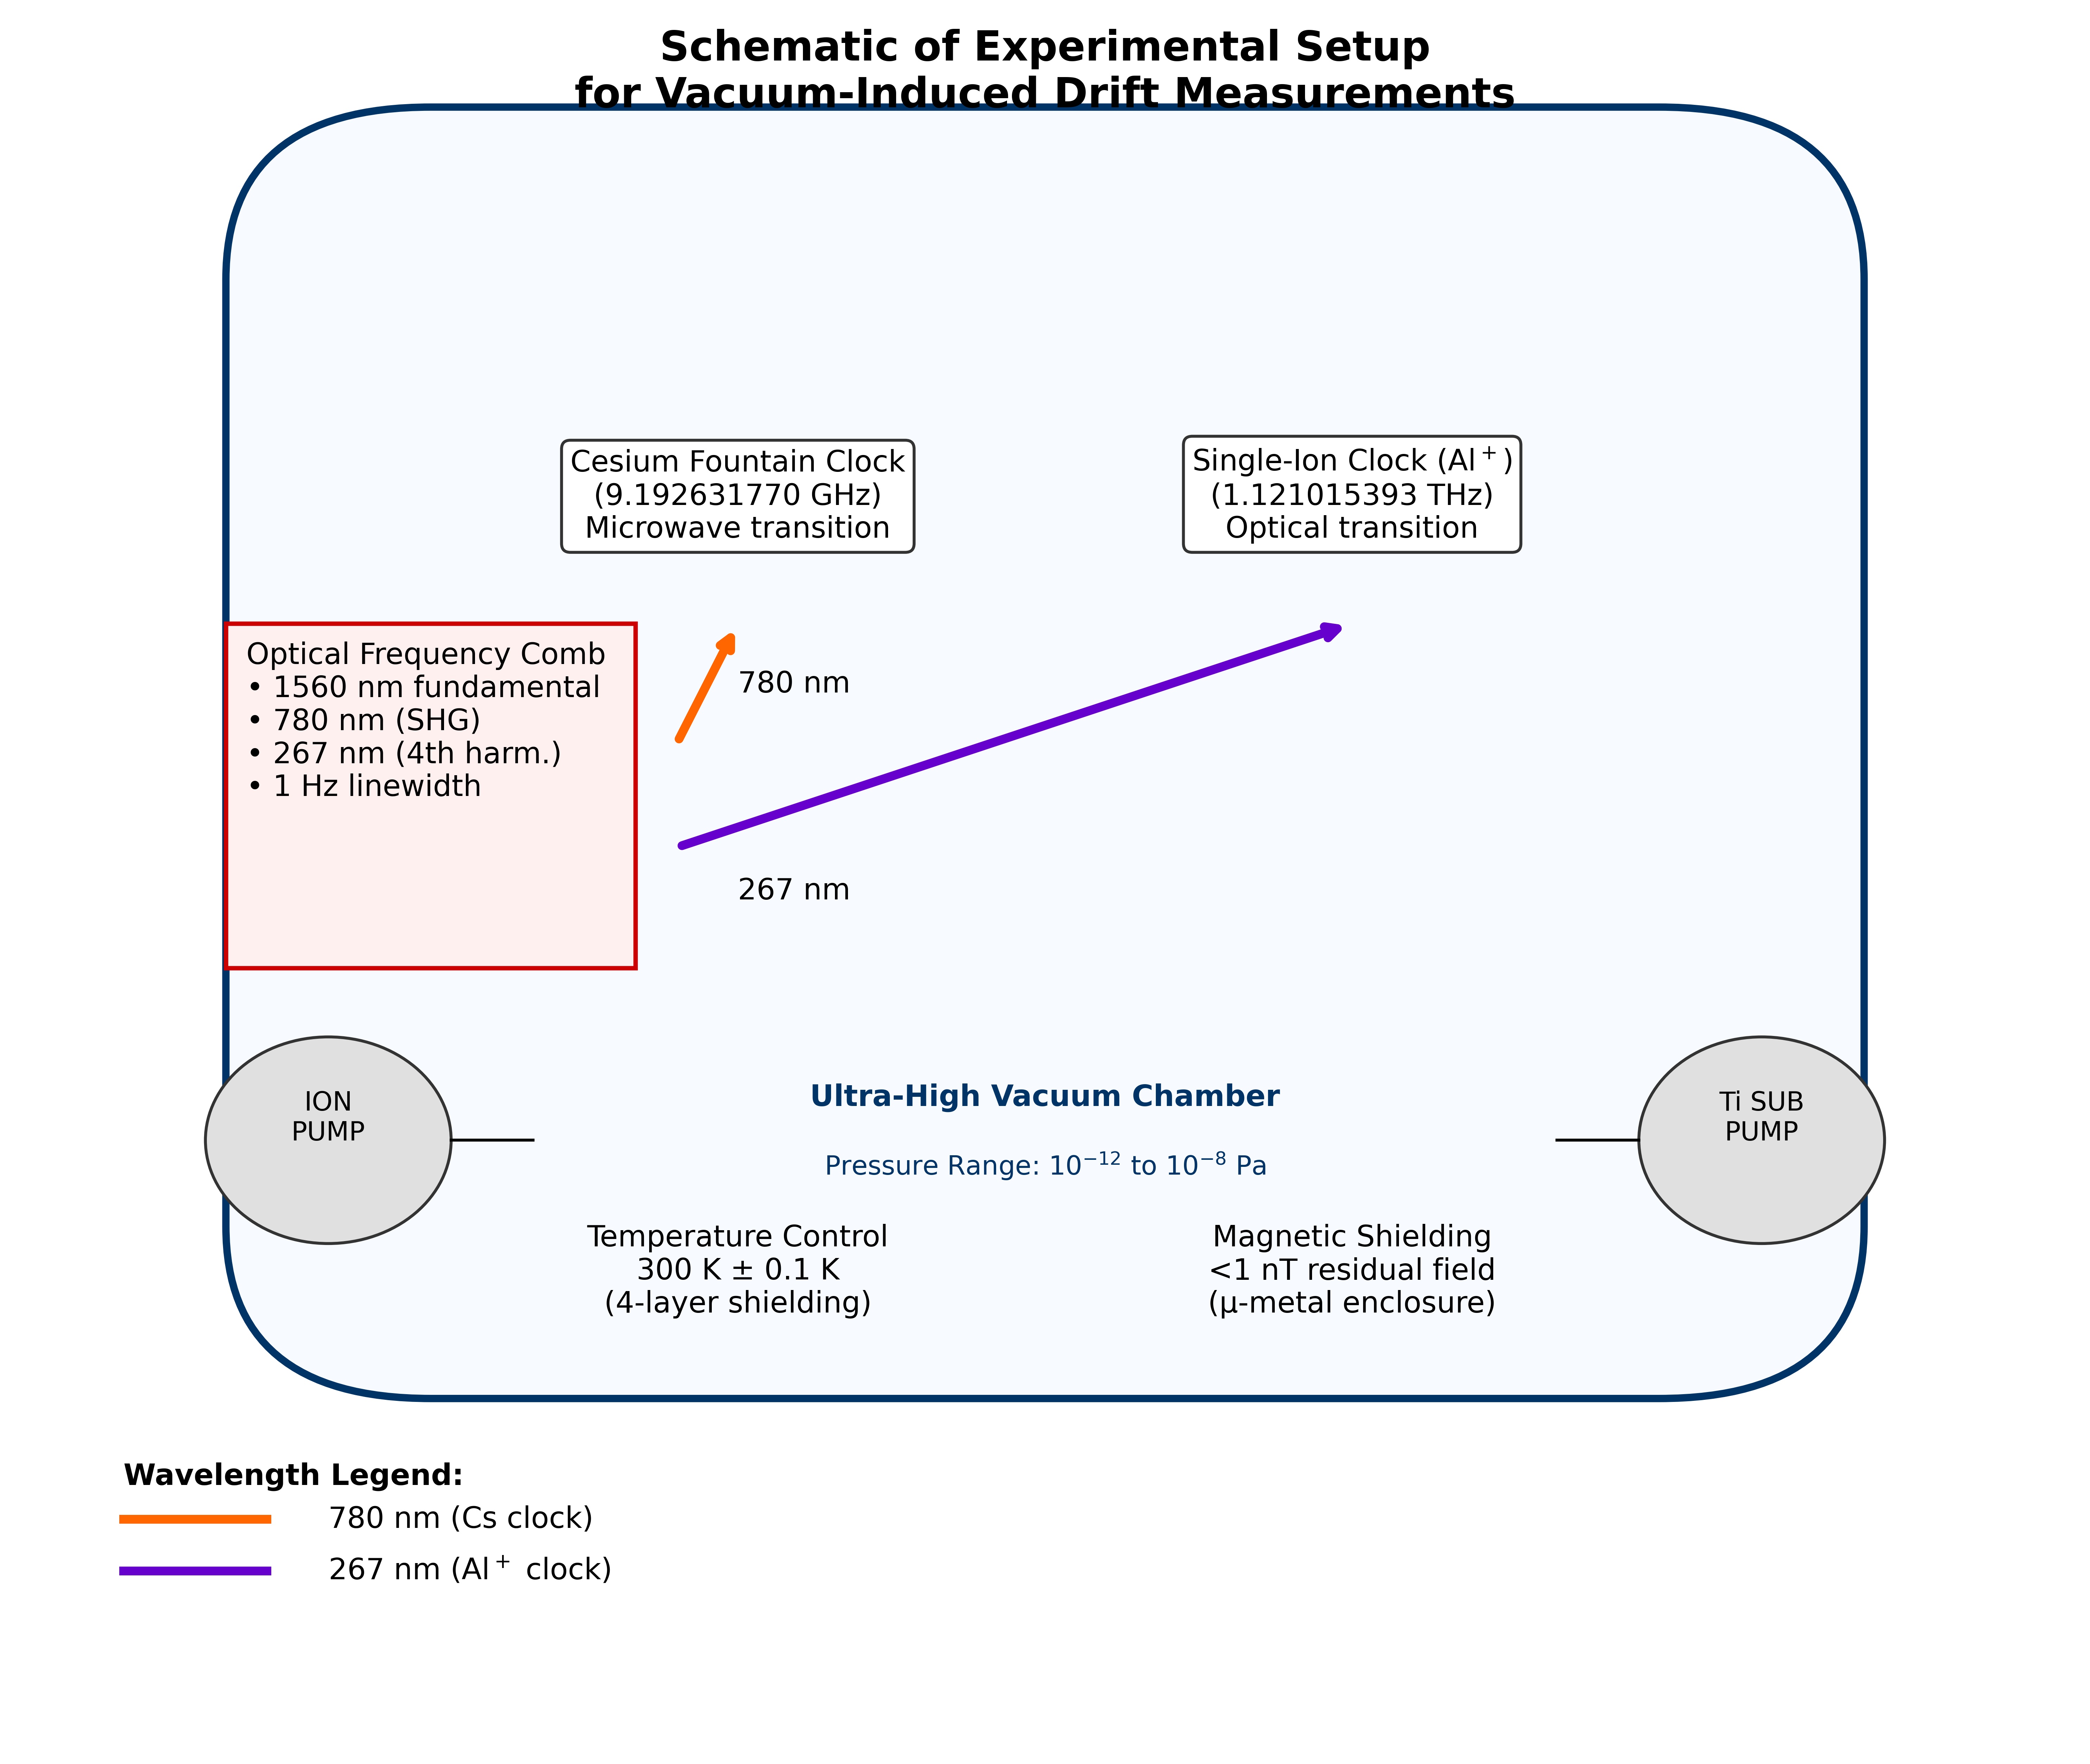 Schematic of Experimental Setup
for Vacuum-Induced Drift Measurements
Cesium Fountain Clock
(9.192631770 GHz)
Microwave transition
Single-Ion Clock (Al⁺)
(1.121015393 THz)
Optical transition
Optical Frequency Comb
• 1560 nm fundamental
• 780 nm (SHG)
• 267 nm (4th harm.)
• 1 Hz linewidth
780 nm
267 nm
ION
PUMP
Ti SUB
PUMP
Ultra-High Vacuum Chamber
Pressure Range: 10⁻¹² to 10⁻⁸ Pa
Temperature Control
300 K ± 0.1 K
(4-layer shielding)
Magnetic Shielding
<1 nT residual field
(μ-metal enclosure)
Wavelength Legend:
780 nm (Cs clock)
267 nm (Al⁺ clock)